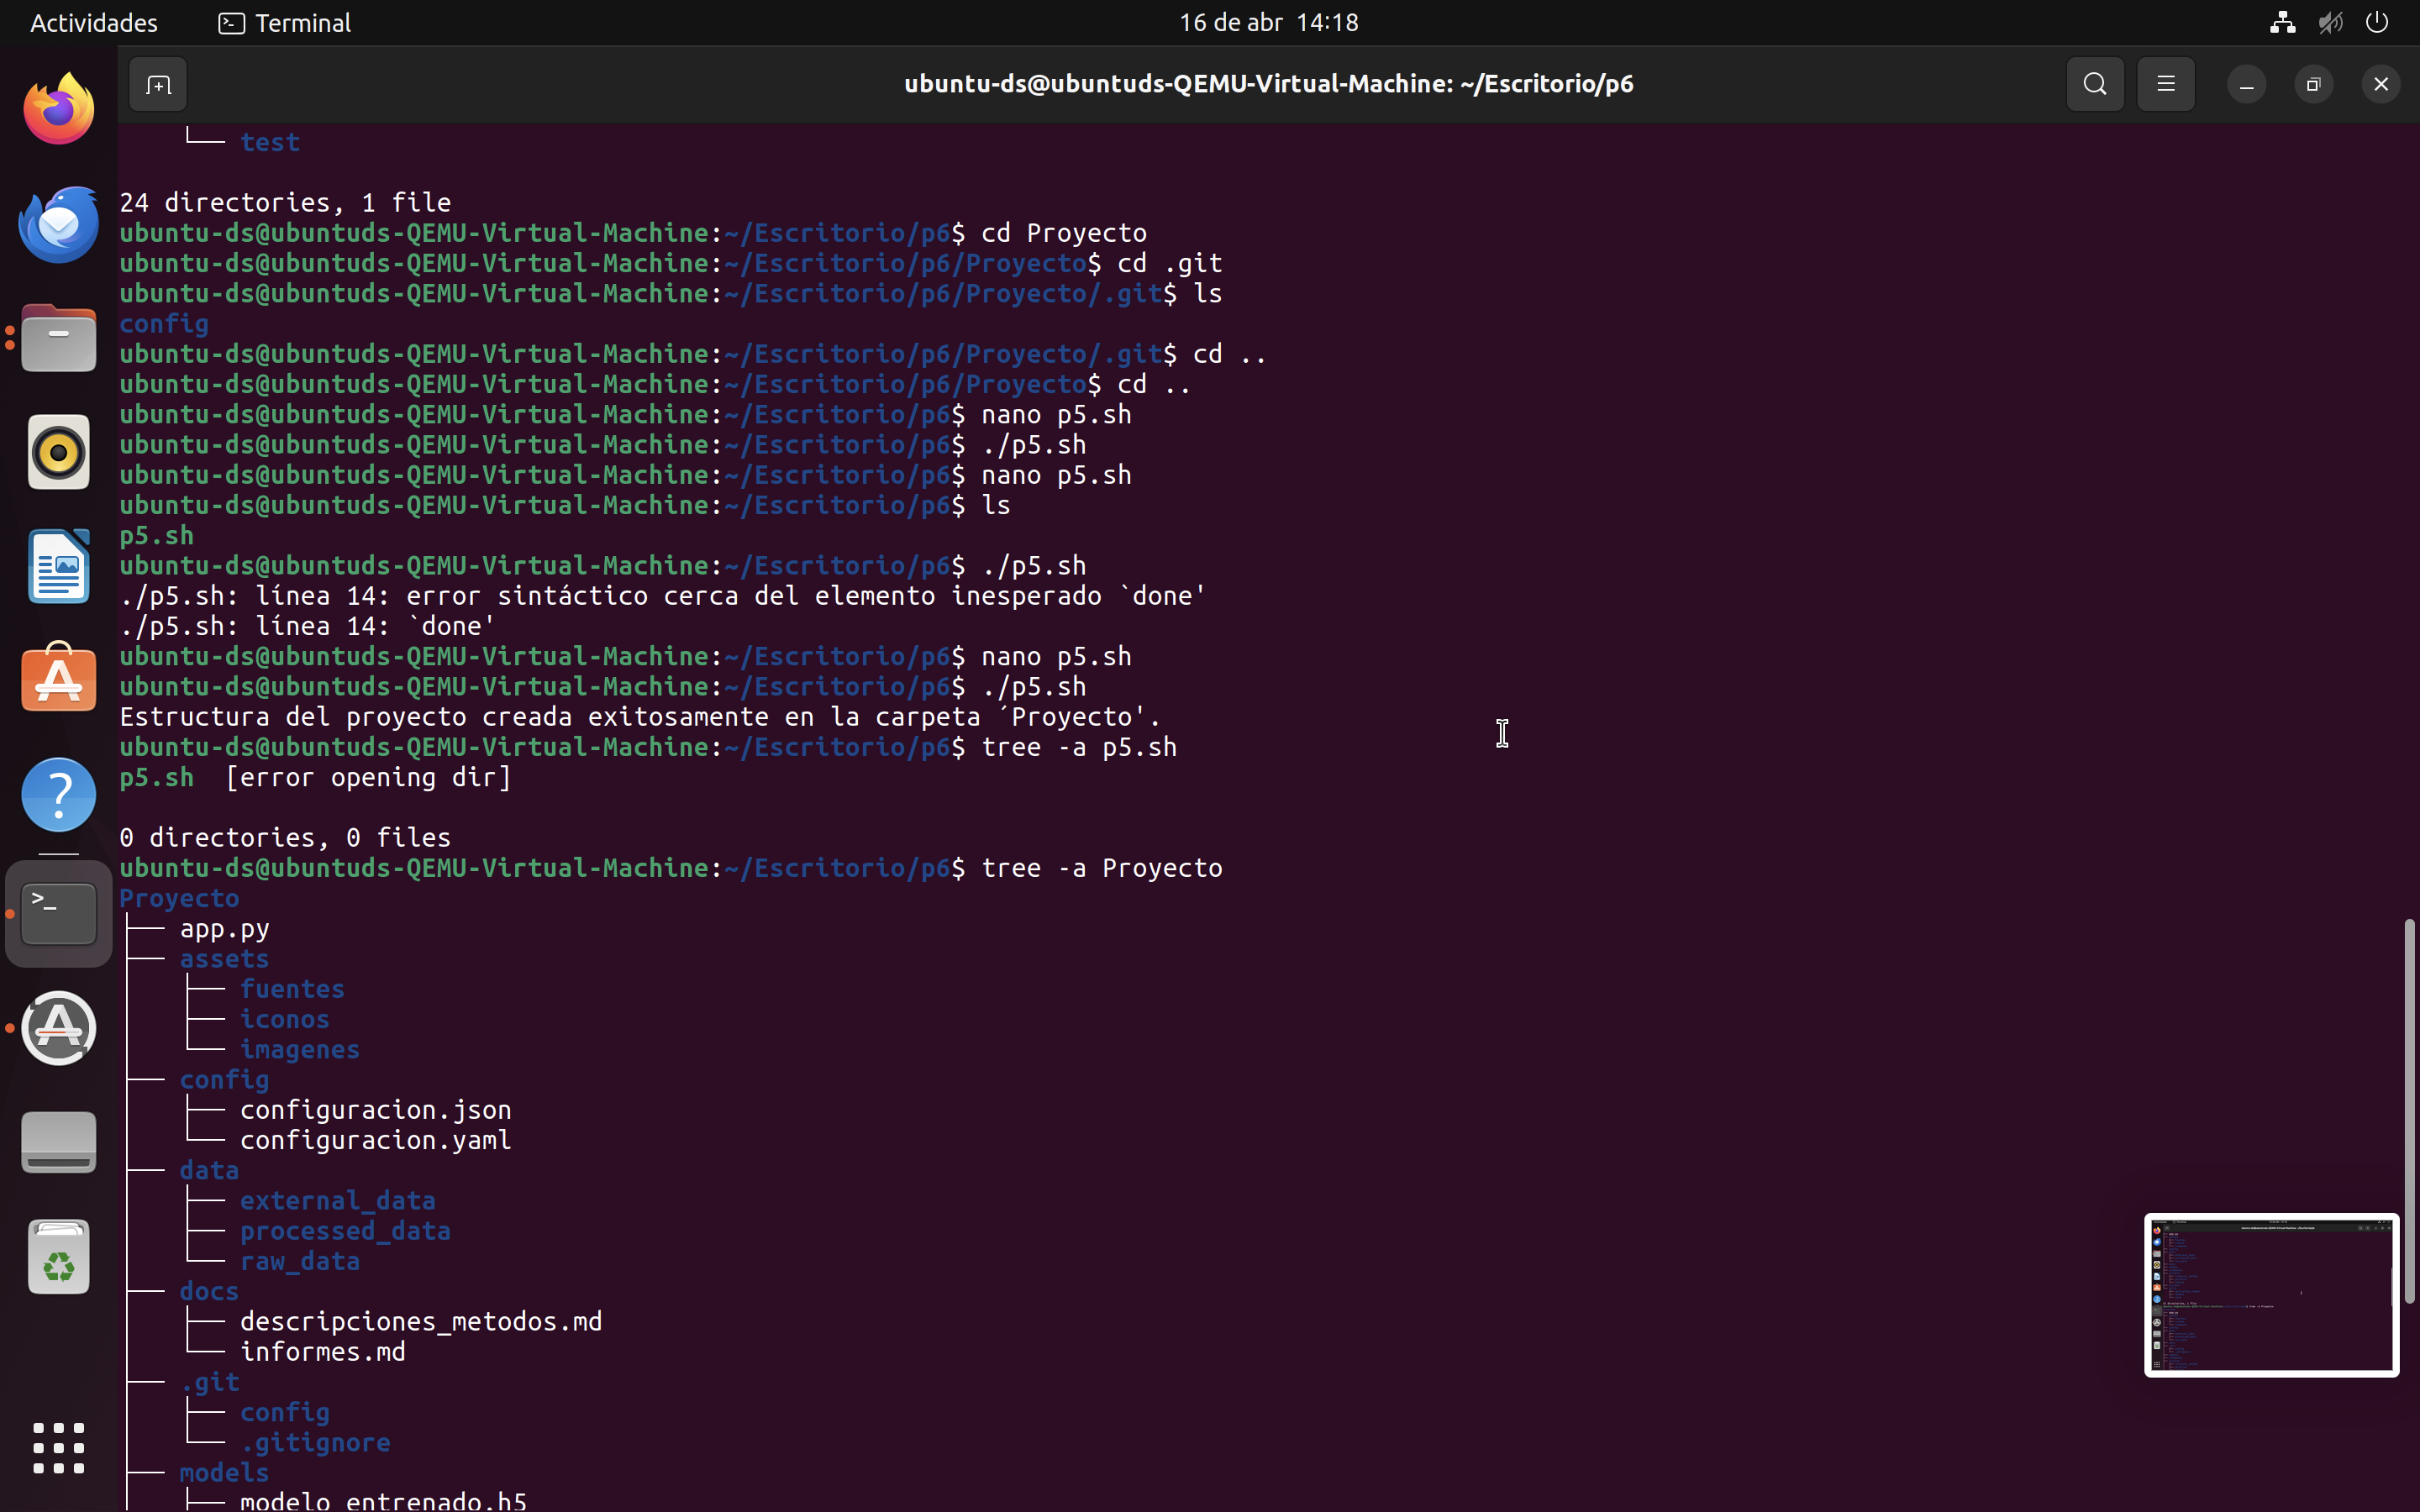 Actividades Terminal 16 de abr 14:18
ubuntu-ds@ubuntuds-QEMU-Virtual-Machine: ~/Escritorio/p6
└── test
24 directories, 1 file
ubuntu-ds@ubuntuds-QEMU-Virtual-Machine:~/Escritorio/p6$ cd Proyecto
ubuntu-ds@ubuntuds-QEMU-Virtual-Machine:~/Escritorio/p6/Proyecto$ cd .git
ubuntu-ds@ubuntuds-QEMU-Virtual-Machine:~/Escritorio/p6/Proyecto/.git$ ls
config
ubuntu-ds@ubuntuds-QEMU-Virtual-Machine:~/Escritorio/p6/Proyecto/.git$ cd ..
ubuntu-ds@ubuntuds-QEMU-Virtual-Machine:~/Escritorio/p6/Proyecto$ cd ..
ubuntu-ds@ubuntuds-QEMU-Virtual-Machine:~/Escritorio/p6$ nano p5.sh
ubuntu-ds@ubuntuds-QEMU-Virtual-Machine:~/Escritorio/p6$ ./p5.sh
ubuntu-ds@ubuntuds-QEMU-Virtual-Machine:~/Escritorio/p6$ nano p5.sh
ubuntu-ds@ubuntuds-QEMU-Virtual-Machine:~/Escritorio/p6$ ls
p5.sh
ubuntu-ds@ubuntuds-QEMU-Virtual-Machine:~/Escritorio/p6$ ./p5.sh
./p5.sh: línea 14: error sintáctico cerca del elemento inesperado `done'
./p5.sh: línea 14: `done'
ubuntu-ds@ubuntuds-QEMU-Virtual-Machine:~/Escritorio/p6$ nano p5.sh
ubuntu-ds@ubuntuds-QEMU-Virtual-Machine:~/Escritorio/p6$ ./p5.sh
Estructura del proyecto creada exitosamente en la carpeta ´Proyecto'.
ubuntu-ds@ubuntuds-QEMU-Virtual-Machine:~/Escritorio/p6$ tree -a p5.sh
p5.sh  [error opening dir]
0 directories, 0 files
ubuntu-ds@ubuntuds-QEMU-Virtual-Machine:~/Escritorio/p6$ tree -a Proyecto
Proyecto
├── app.py
├── assets
│   ├── fuentes
│   ├── iconos
│   └── imagenes
├── config
│   ├── configuracion.json
│   └── configuracion.yaml
├── data
│   ├── external_data
│   ├── processed_data
│   └── raw_data
├── docs
│   ├── descripciones_metodos.md
│   └── informes.md
├── .git
│   ├── config
│   └── .gitignore
├── models
│   ├── modelo_entrenado.h5